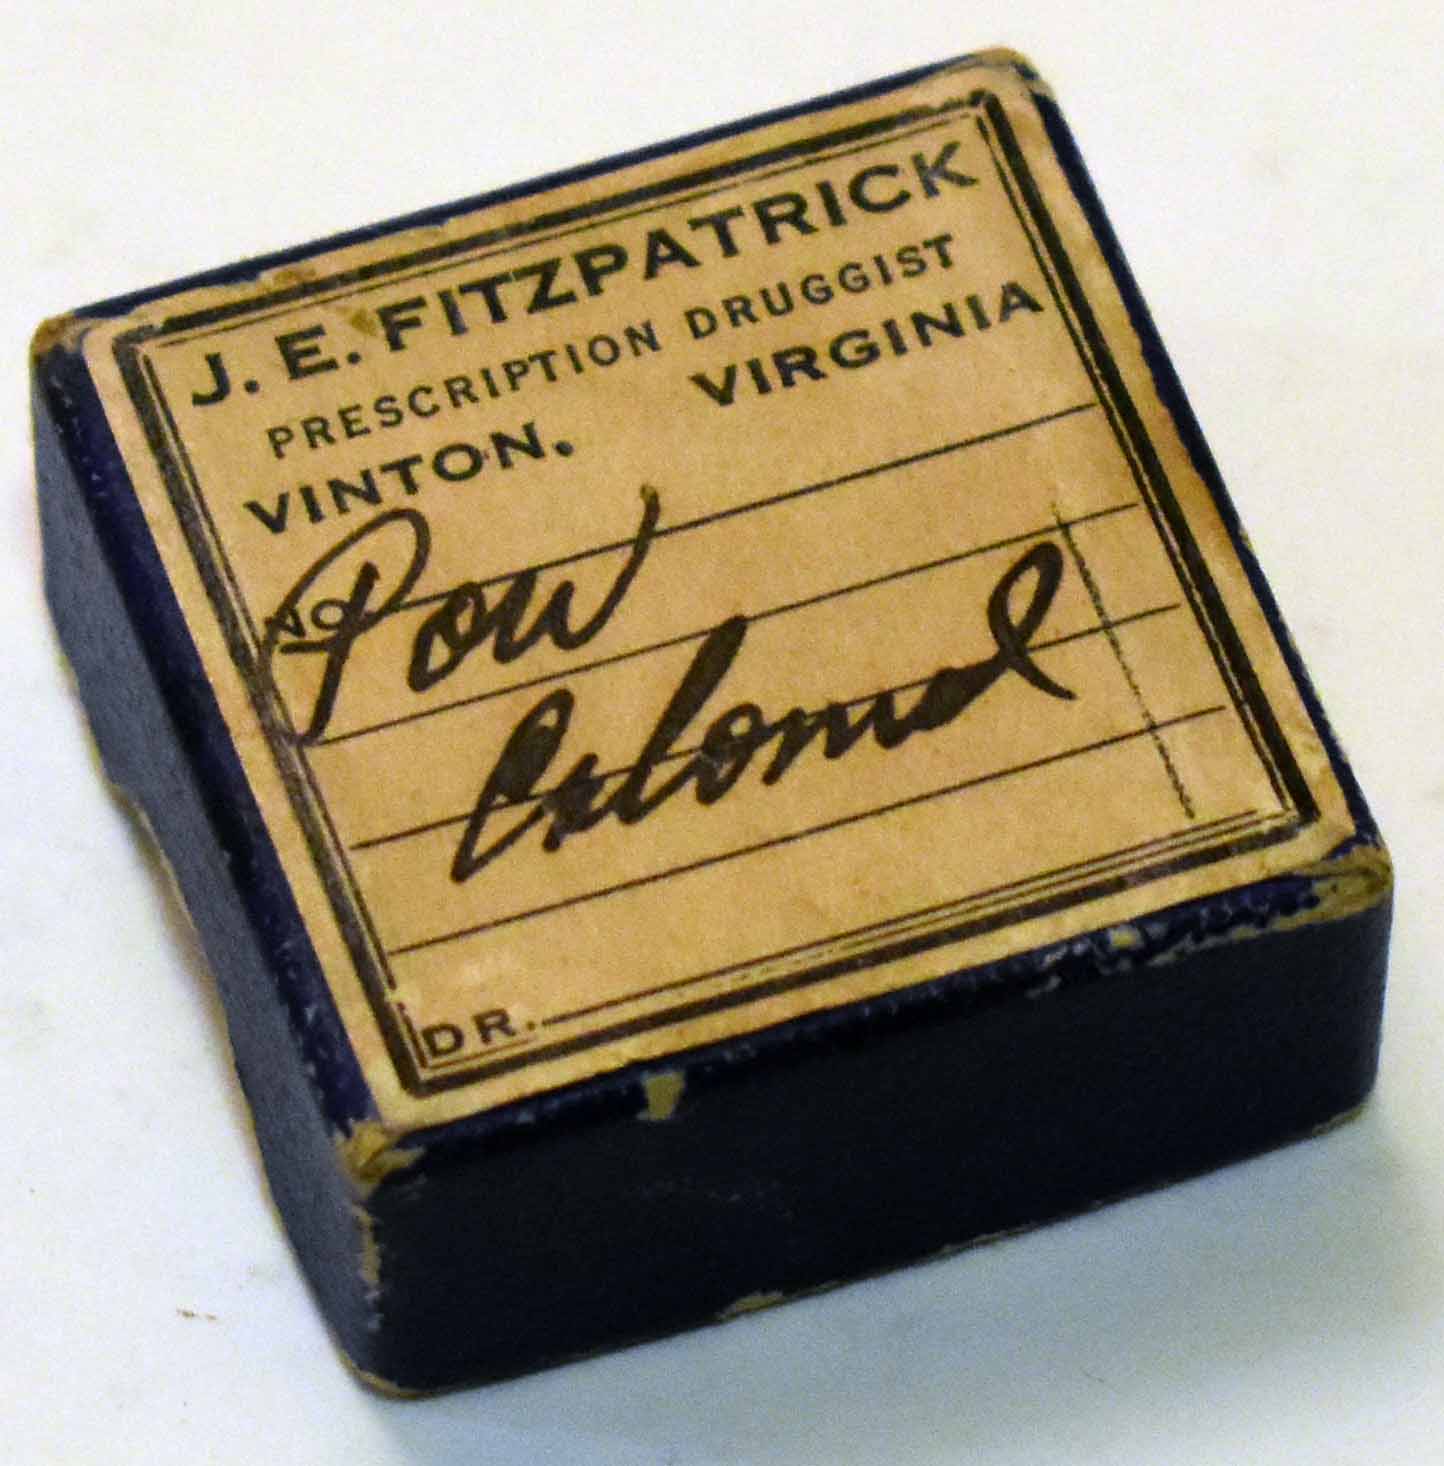 J. E. FITZPATRICK
PRESCRIPTION DRUGGIST
VINTON. VIRGINIA
No Pow
Calomel
DR.